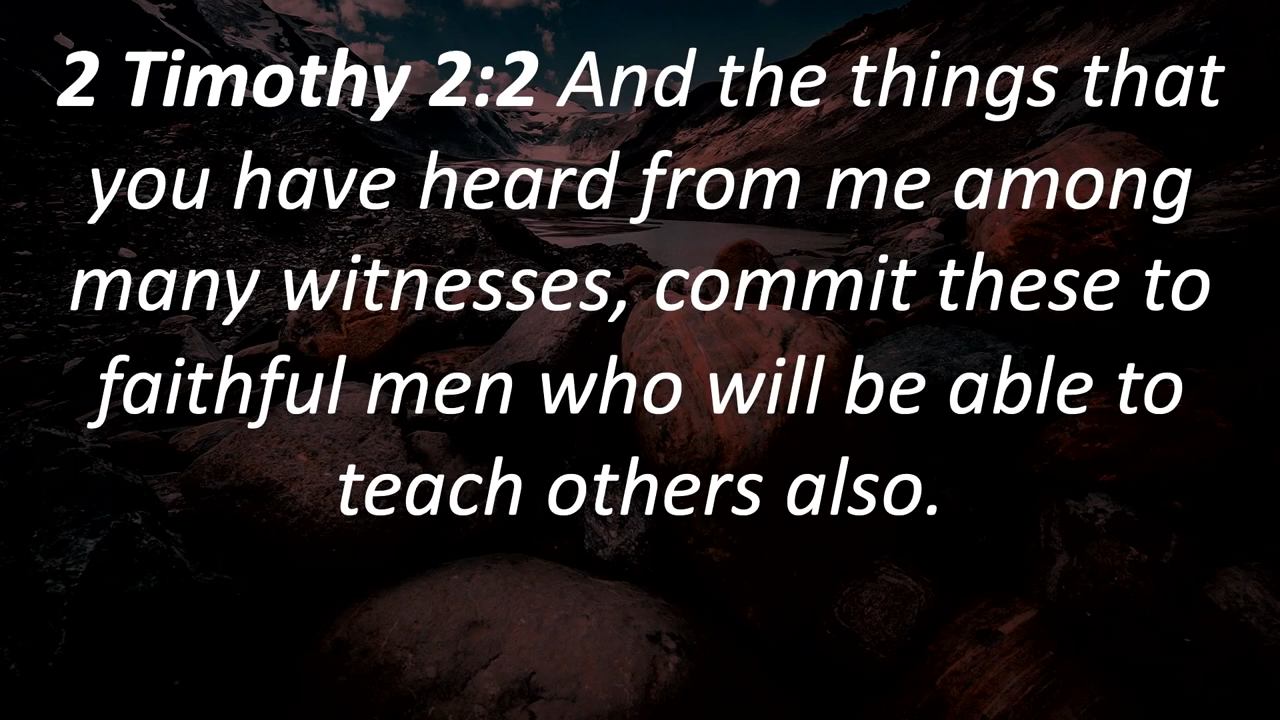 2 Timothy 2:2 And the things that
you have heard from me among
many witnesses, commit these to
faithful men who will be able to
teach others also.